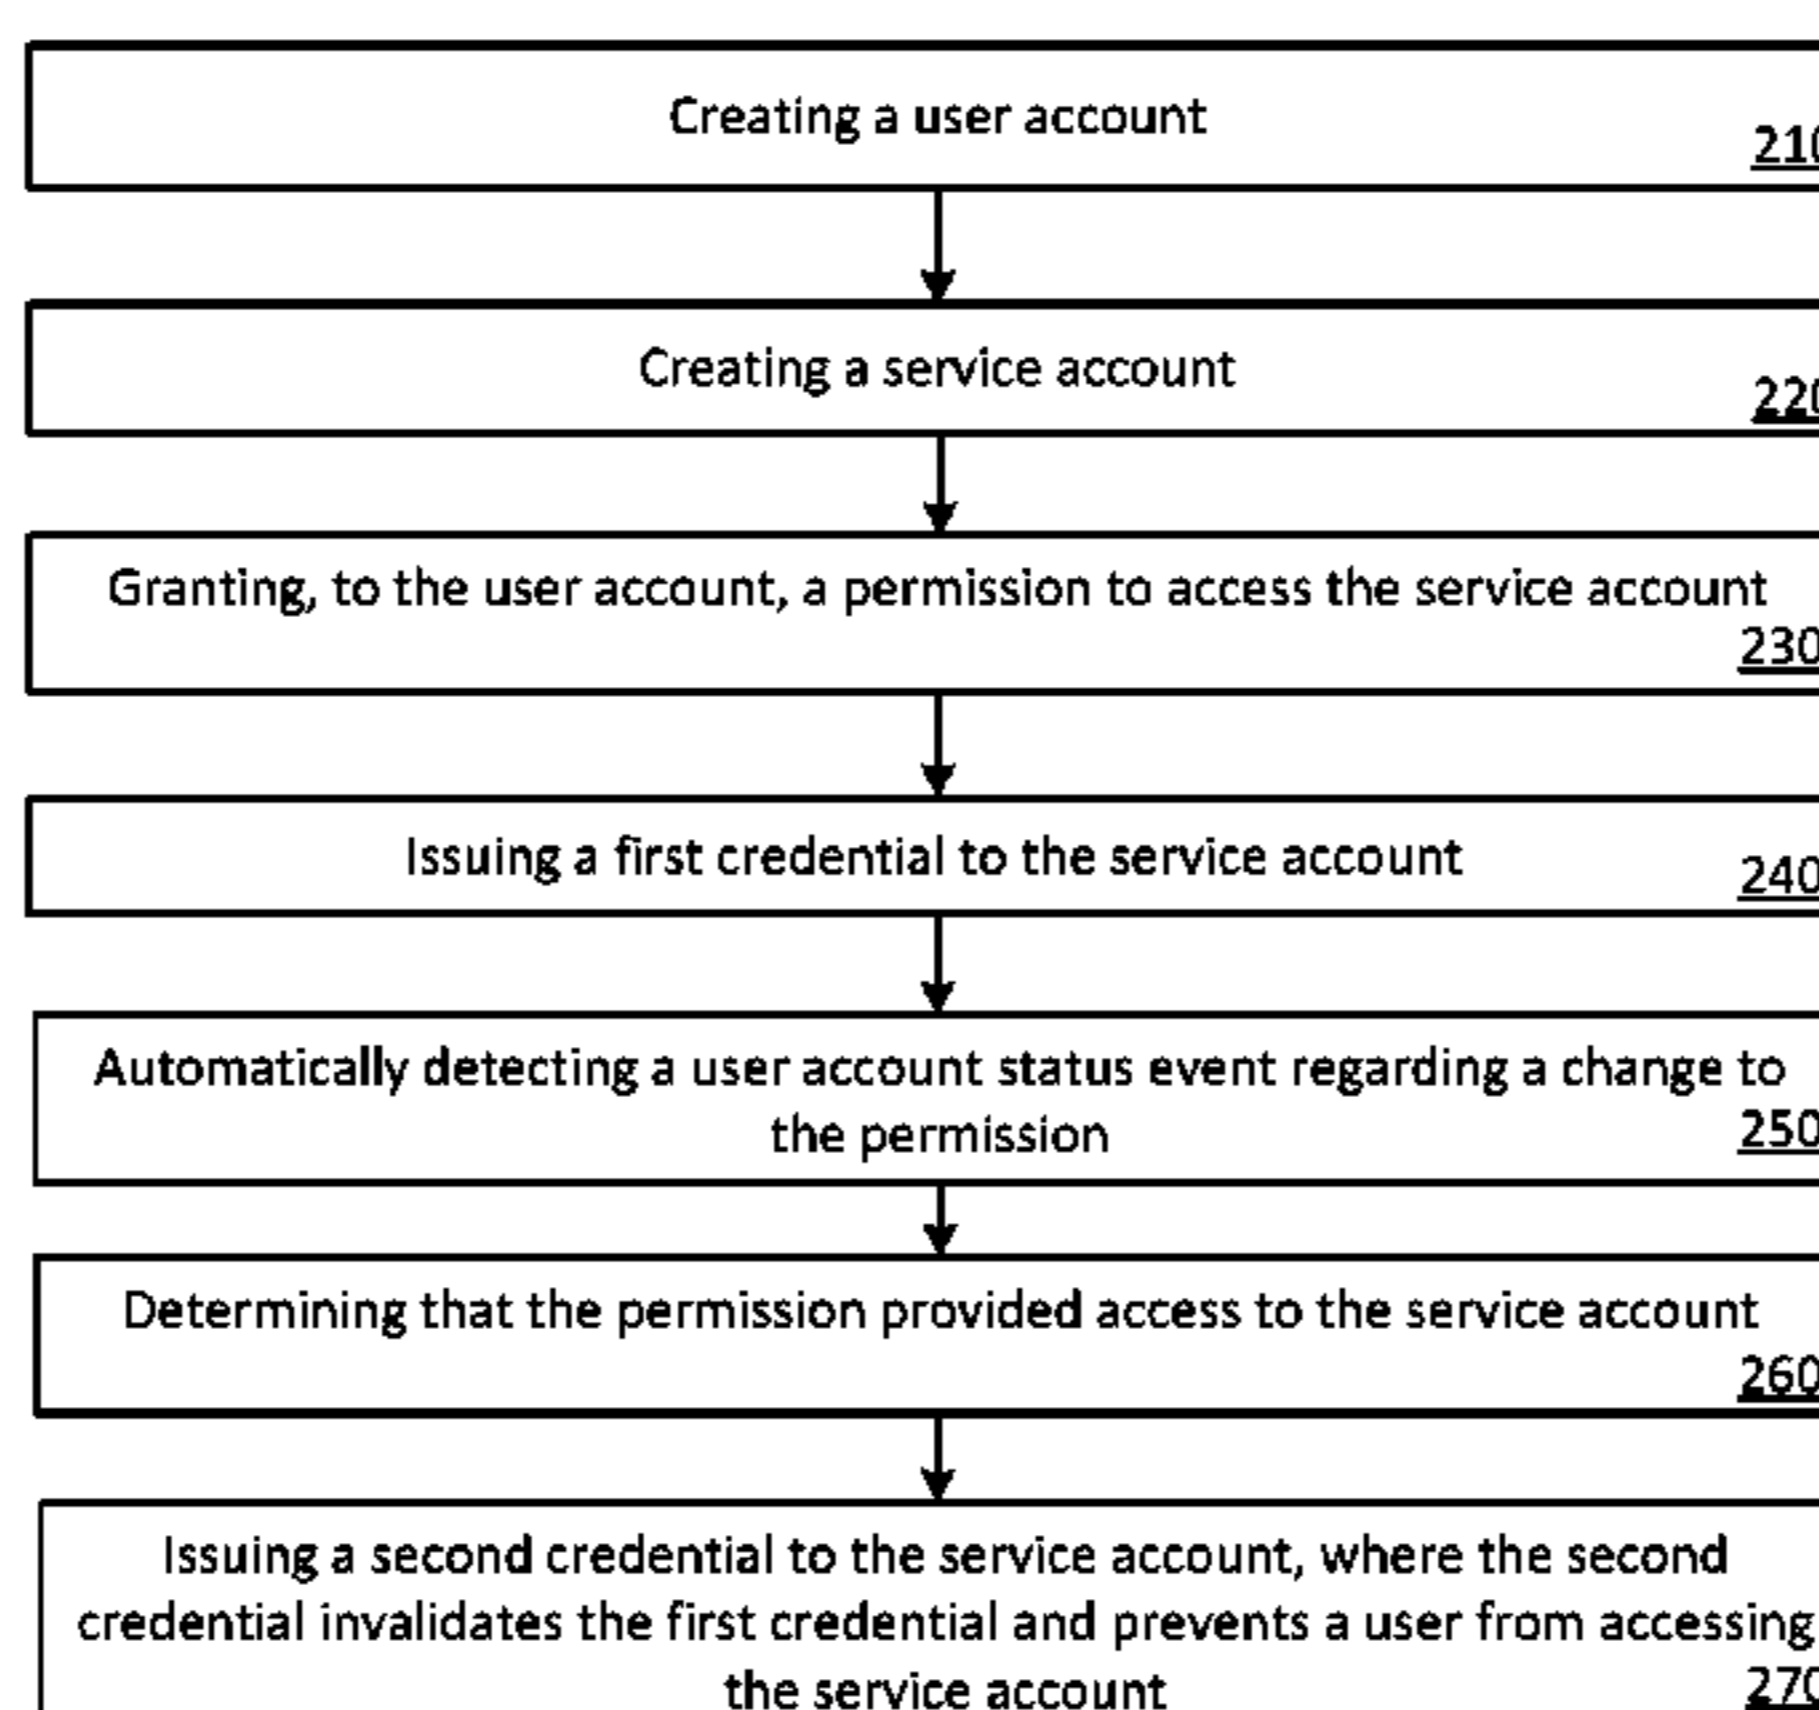 Creating a user account
210
Creating a service account
220
Granting, to the user account, a permission to access the service account
230
Issuing a first credential to the service account
240
Automatically detecting a user account status event regarding a change to
the permission
250
Determining that the permission provided access to the service account
260
Issuing a second credential to the service account, where the second
credential invalidates the first credential and prevents a user from accessing
the service account
270